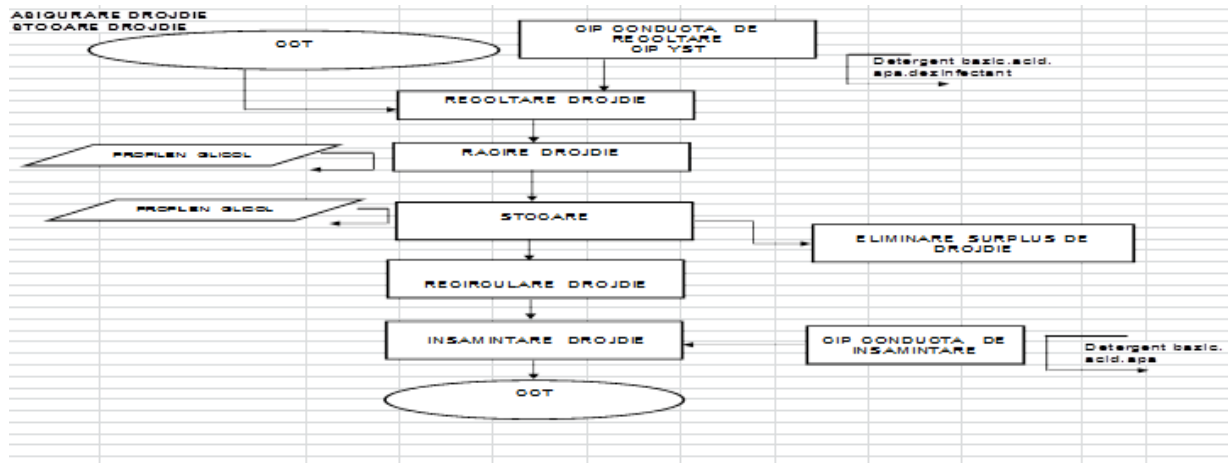 ASIGURARE DROJDIE
STOCARE DROJDIE
CCT
CIP CONDUCTA DE
RECOLTARE
CIP YST
Detergent bazic.acid.
apa.dezinfectant
RECOLTARE DROJDIE
PROPILEN GLICOL
RACIRE DROJDIE
PROPILEN GLICOL
STOCARE
ELIMINARE SURPLUS DE
DROJDIE
RECIRCULARE DROJDIE
INSAMINTARE DROJDIE
CIP CONDUCTA DE
INSAMINTARE
Detergent bazic.
acid.apa
CCT